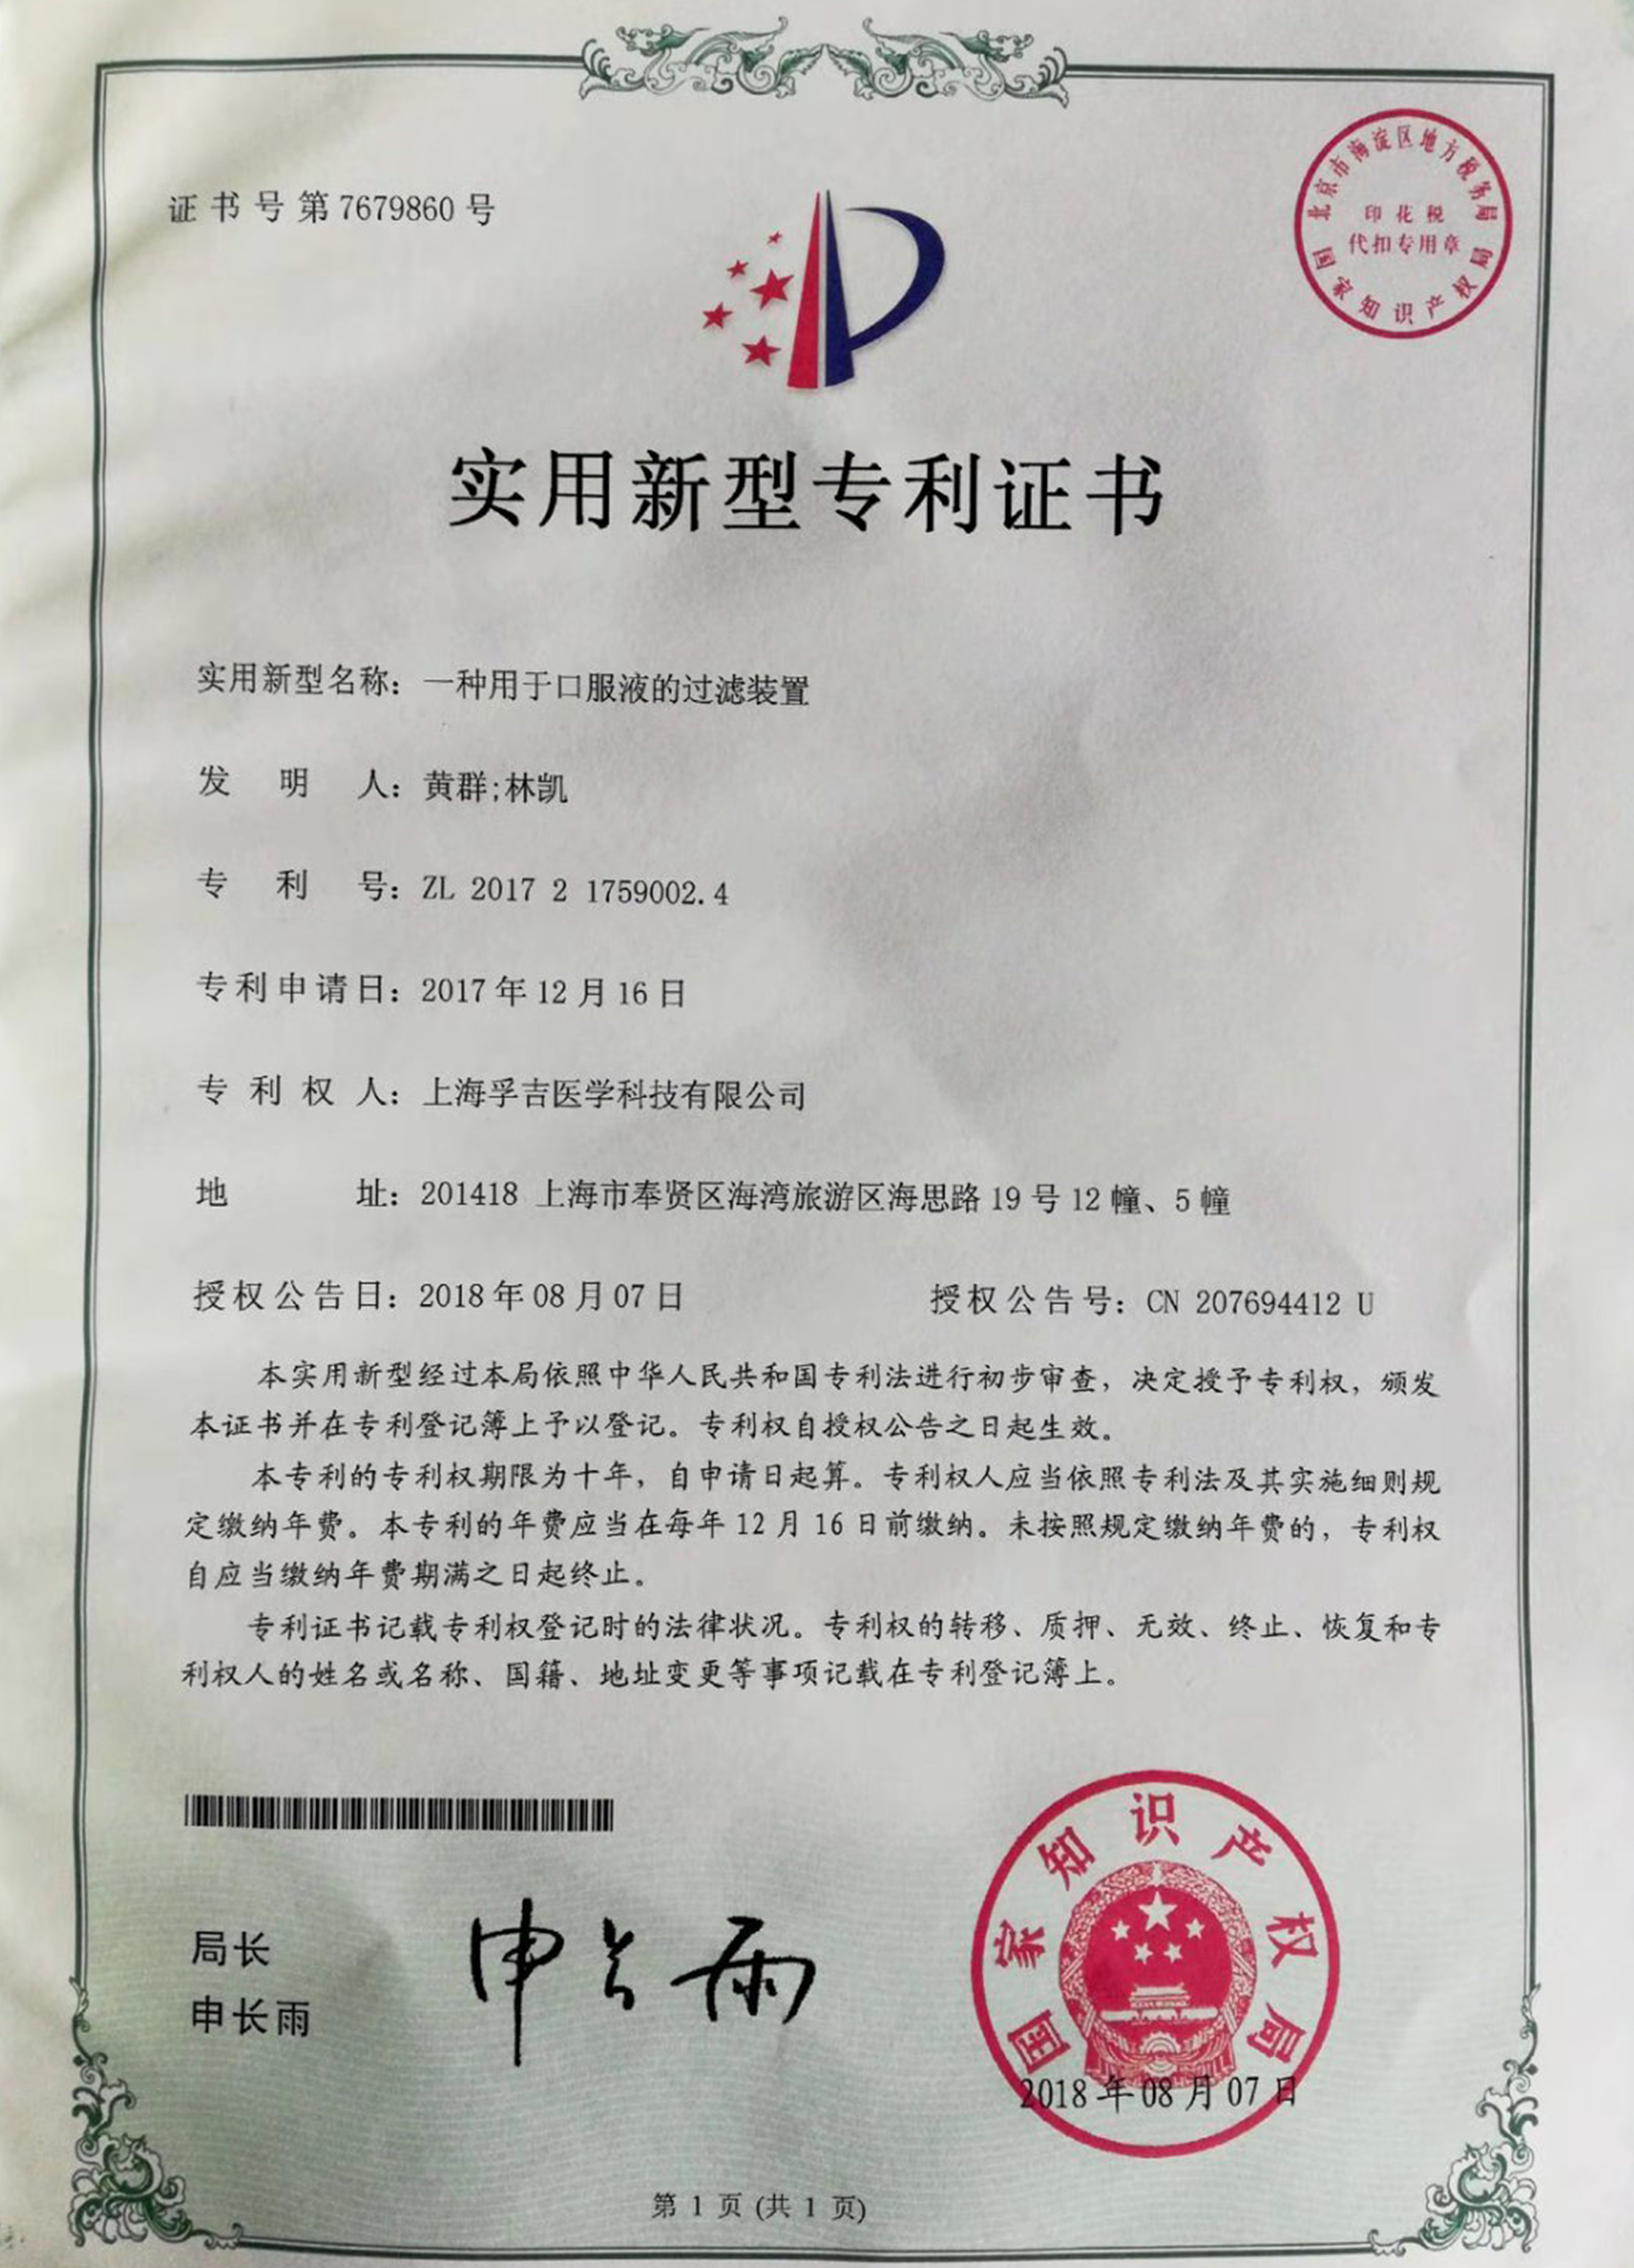 证书号第7679860号
北京市海淀区地方税务局
印花税
代扣专用章
国家知识产权局
实用新型专利证书
实用新型名称：一种用于口服液的过滤装置
发明人：黄群;林凯
专利号：ZL 2017 2 1759002.4
专利申请日：2017年12月16日
专利权人：上海孚吉医学科技有限公司
地址：201418 上海市奉贤区海湾旅游区海思路19号12幢、5幢
授权公告日：2018年08月07日 授权公告号：CN 207694412 U
本实用新型经过本局依照中华人民共和国专利法进行初步审查，决定授予专利权，颁发
本证书并在专利登记簿上予以登记。专利权自授权公告之日起生效。
本专利的专利权期限为十年，自申请日起算。专利权人应当依照专利法及其实施细则规
定缴纳年费。本专利的年费应当在每年12月16日前缴纳。未按照规定缴纳年费的，专利权
自应当缴纳年费期满之日起终止。
专利证书记载专利权登记时的法律状况。专利权的转移、质押、无效、终止、恢复和专
利权人的姓名或名称、国籍、地址变更等事项记载在专利登记簿上。
局长
申长雨
申长雨
国家知识产权局
2018年08月07日
第 1 页 (共 1 页)